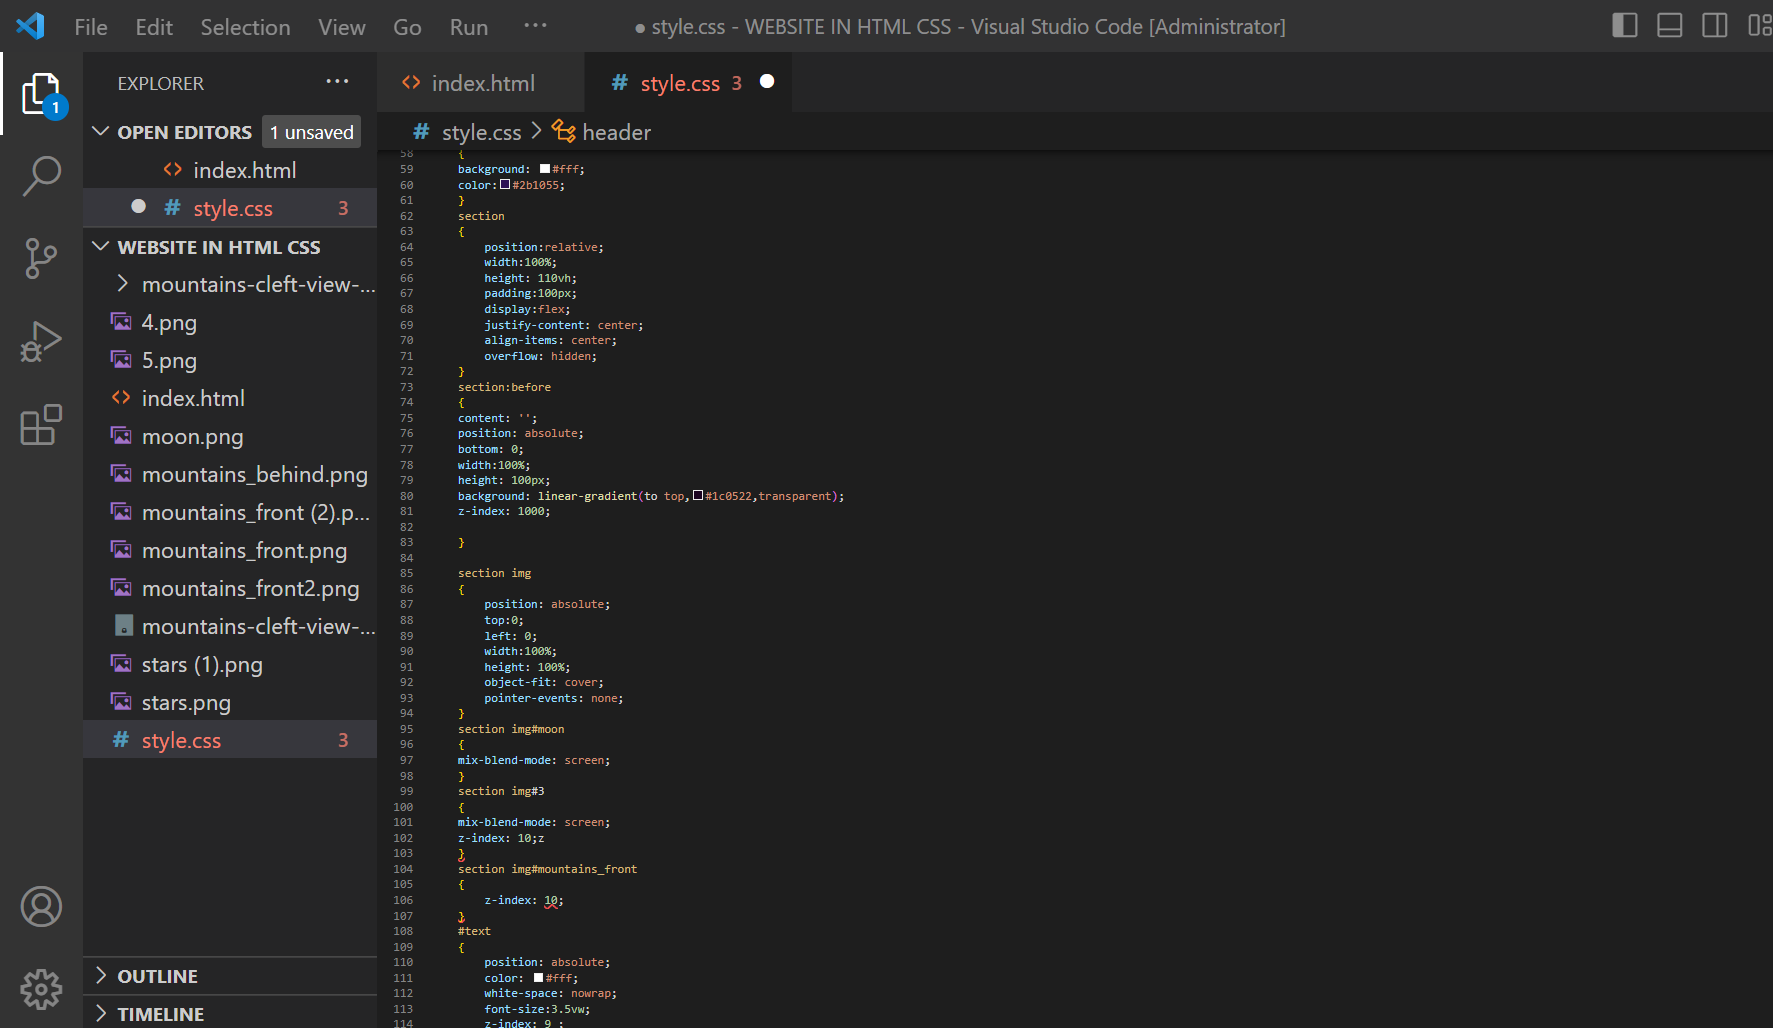 File Edit Selection View Go Run ···
● style.css - WEBSITE IN HTML CSS - Visual Studio Code [Administrator]
1
EXPLORER ···
OPEN EDITORS 1 unsaved
index.html
# style.css 3
WEBSITE IN HTML CSS
mountains-cleft-view-...
4.png
5.png
index.html
moon.png
mountains_behind.png
mountains_front (2).p...
mountains_front.png
mountains_front2.png
mountains-cleft-view-...
stars (1).png
stars.png
# style.css 3
OUTLINE
TIMELINE
index.html
# style.css 3
# style.css > header
58 {
59 background: #fff;
60 color:#2b1055;
61 }
62 section
63 {
64 position:relative;
65 width:100%;
66 height: 110vh;
67 padding:100px;
68 display:flex;
69 justify-content: center;
70 align-items: center;
71 overflow: hidden;
72 }
73 section:before
74 {
75 content: '';
76 position: absolute;
77 bottom: 0;
78 width:100%;
79 height: 100px;
80 background: linear-gradient(to top,#1c0522,transparent);
81 z-index: 1000;
82
83 }
84
85 section img
86 {
87 position: absolute;
88 top:0;
89 left: 0;
90 width:100%;
91 height: 100%;
92 object-fit: cover;
93 pointer-events: none;
94 }
95 section img#moon
96 {
97 mix-blend-mode: screen;
98 }
99 section img#3
100 {
101 mix-blend-mode: screen;
102 z-index: 10;z
103 }
104 section img#mountains_front
105 {
106 z-index: 10;
107 }
108 #text
109 {
110 position: absolute;
111 color: #fff;
112 white-space: nowrap;
113 font-size:3.5vw;
114 z-index: 9 ;